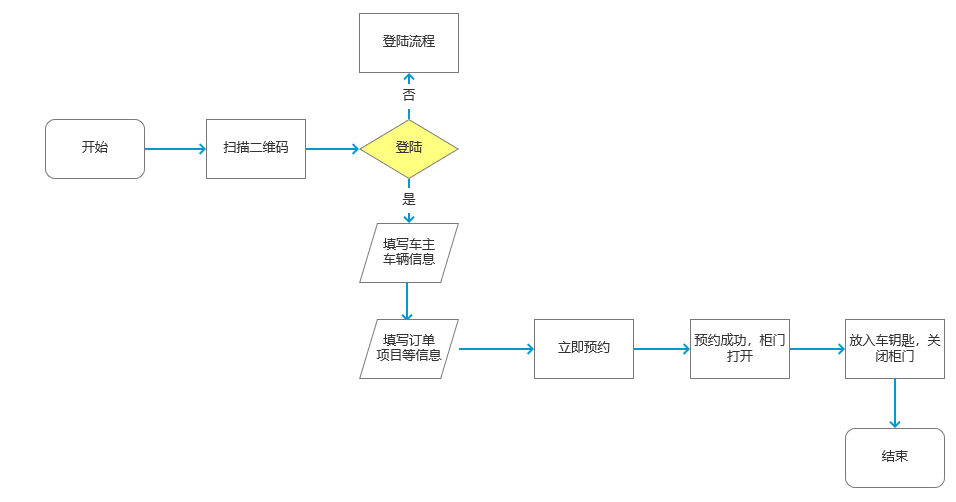 登陆流程
否
开始
扫描二维码
登陆
是
填写车主
车辆信息
填写订单
项目等信息
立即预约
预约成功，柜门
打开
放入车钥匙，关
闭柜门
结束